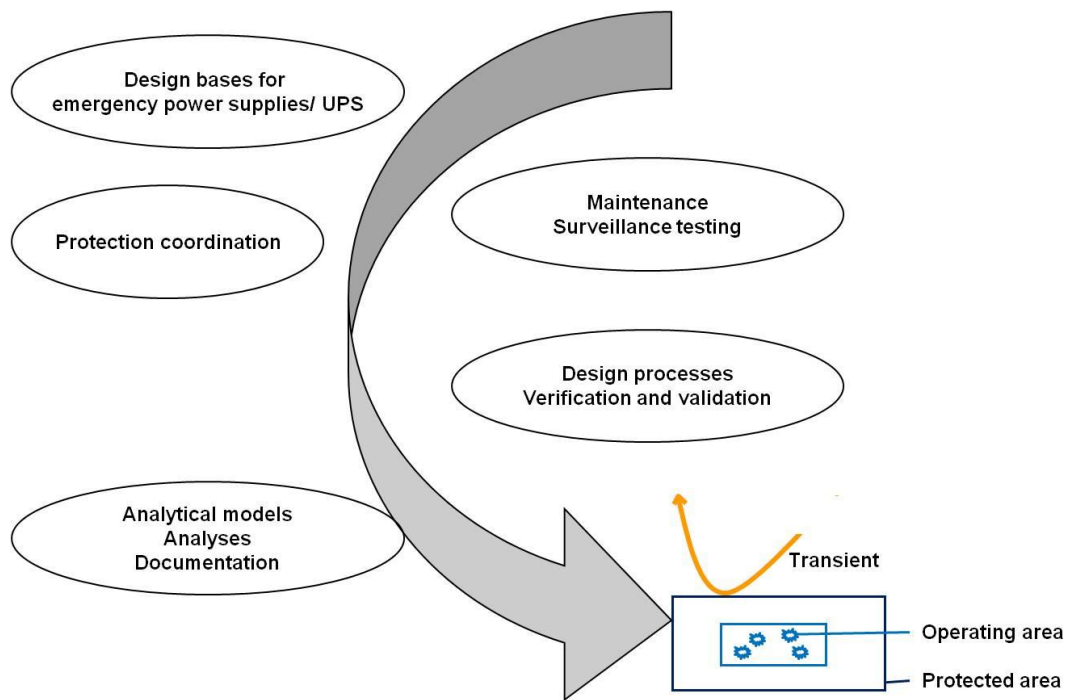 Design bases for
emergency power supplies/ UPS
Maintenance
Surveillance testing
Protection coordination
Design processes
Verification and validation
Analytical models
Analyses
Documentation
Transient
Operating area
Protected area